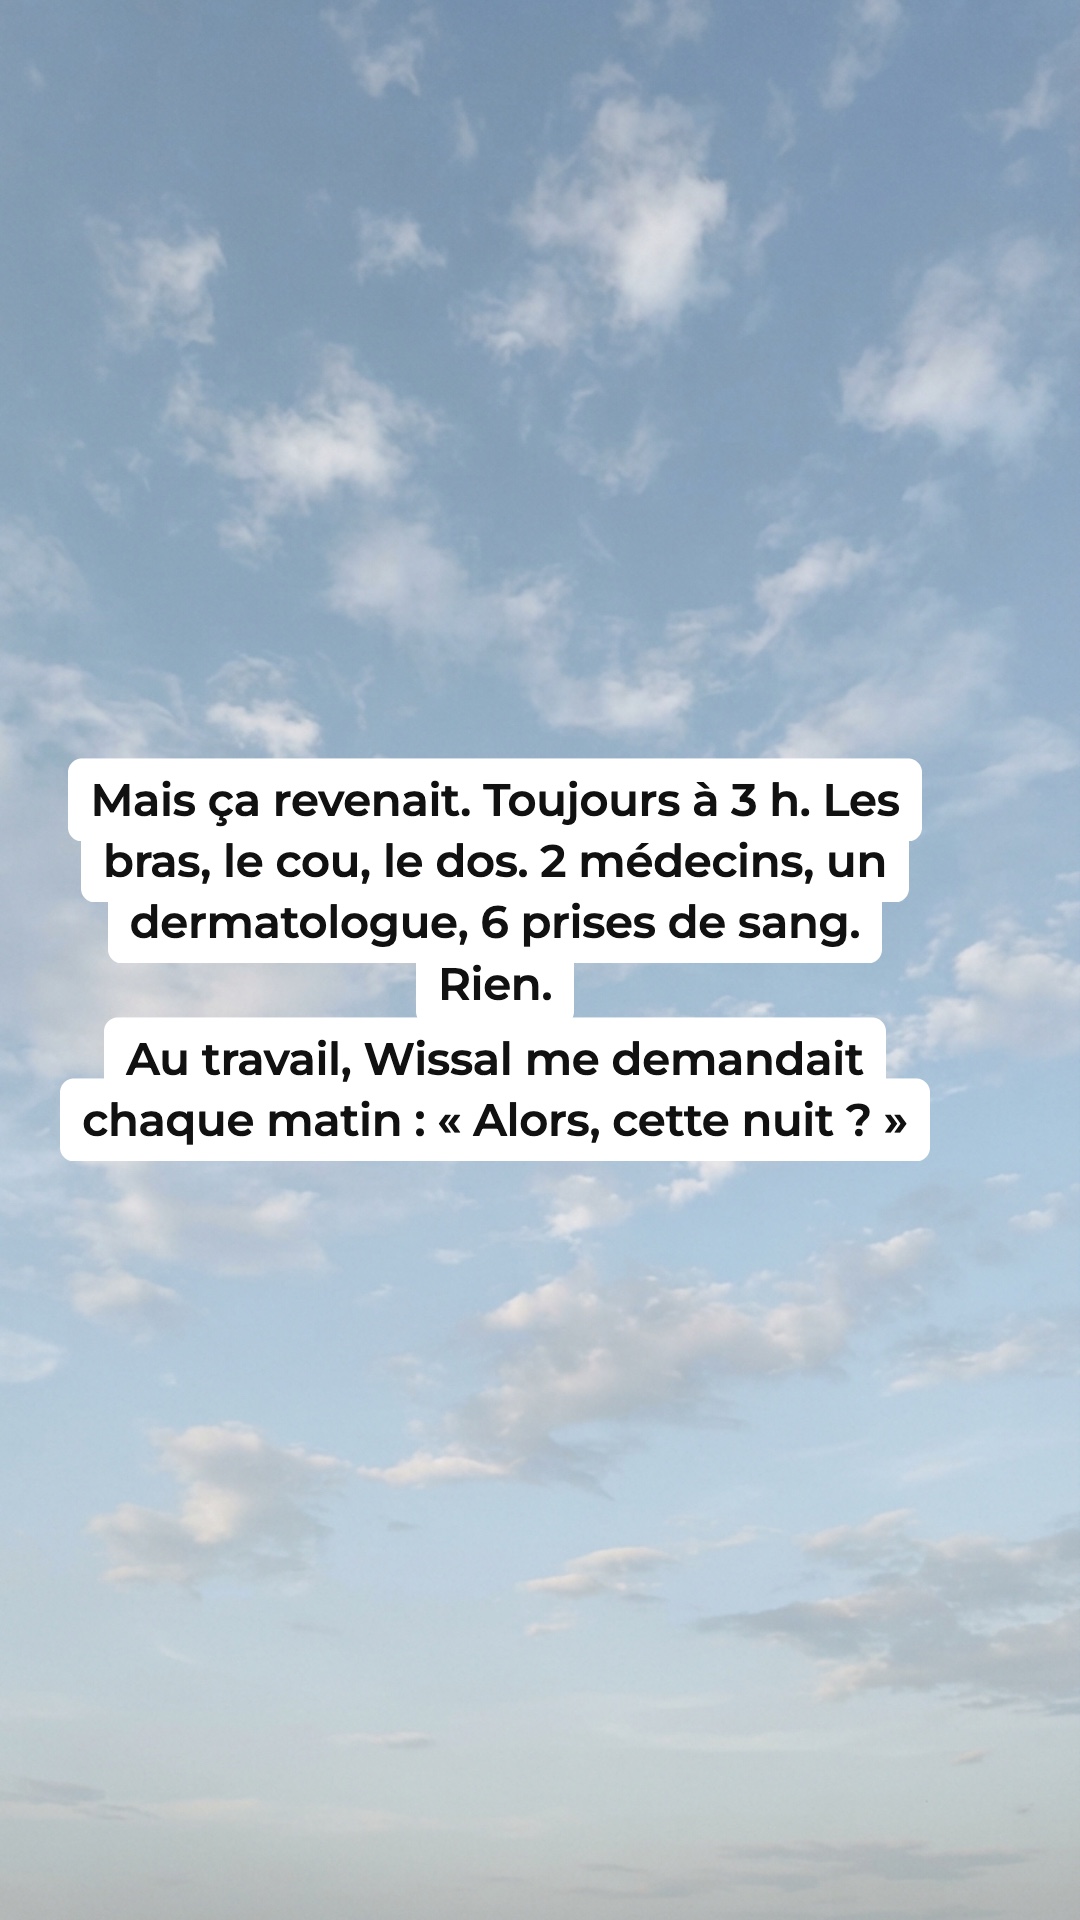 Mais ça revenait. Toujours à 3 h. Les
bras, le cou, le dos. 2 médecins, un
dermatologue, 6 prises de sang.
Rien.
Au travail, Wissal me demandait
chaque matin : « Alors, cette nuit ? »